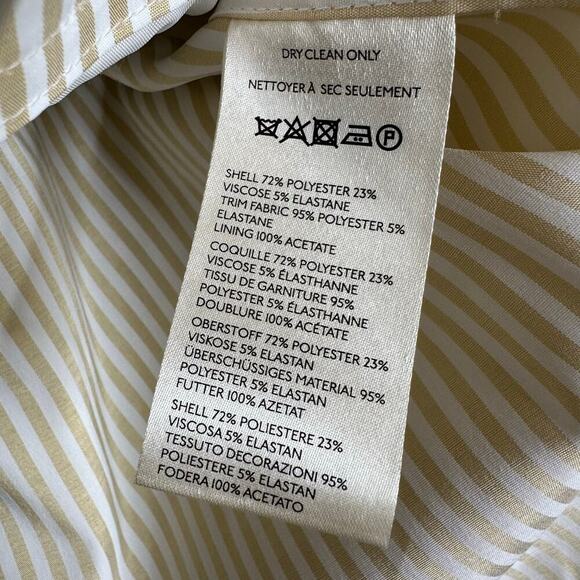 DRY CLEAN ONLY
NETTOYER À SEC SEULEMENT
P
SHELL 72% POLYESTER 23%
VISCOSE 5% ELASTANE
TRIM FABRIC 95% POLYESTER 5%
ELASTANE
LINING 100% ACETATE
COQUILLE 72% POLYESTER 23%
VISCOSE 5% ÉLASTHANNE
TISSU DE GARNITURE 95%
POLYESTER 5% ÉLASTHANNE
DOUBLURE 100% ACÉTATE
OBERSTOFF 72% POLYESTER 23%
VISKOSE 5% ELASTAN
ÜBERSCHÜSSIGES MATERIAL 95%
POLYESTER 5% ELASTAN
FUTTER 100% AZETAT
SHELL 72% POLIESTERE 23%
VISCOSA 5% ELASTAN
TESSUTO DECORAZIONI 95%
POLIESTERE 5% ELASTAN
FODERA 100% ACETATO